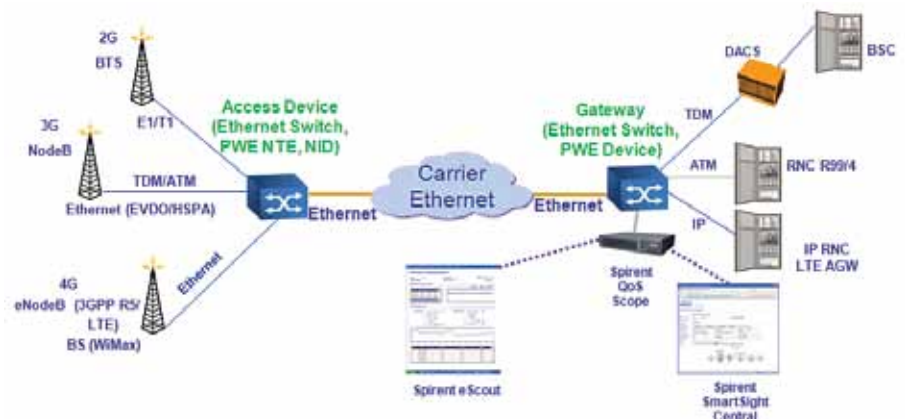 2G
BTS
E1/T1
3G
NodeB
TDM/ATM
Ethernet (EVDO/HSPA)
4G
eNodeB (3GPP R5/
LTE)
BS (WiMax)
Ethernet
Access Device
(Ethernet Switch,
PWE NTE, NID)
Ethernet
Carrier
Ethernet
Ethernet
Gateway
(Ethernet Switch,
PWE Device)
TDM
DACS
BSC
ATM
RNC R99/4
IP
IP RNC
LTE AGW
Spirent
QoS
Scope
Spirent eScout
Spirent
SmartSight
Central